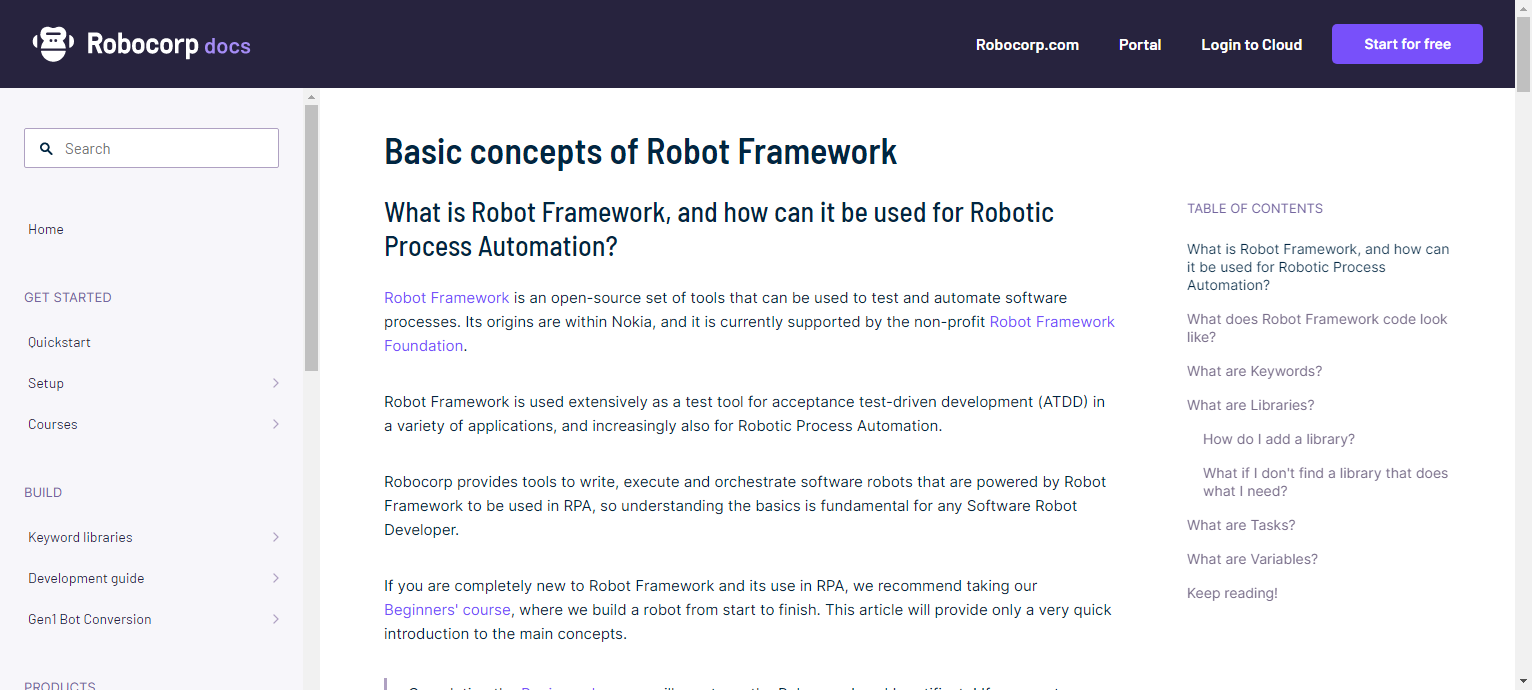 Robocorp docs
Robocorp.com
Portal
Login to Cloud
Start for free
Search
Home
GET STARTED
Quickstart
Setup
Courses
BUILD
Keyword libraries
Development guide
Gen1 Bot Conversion
PRODUCTS
Basic concepts of Robot Framework
What is Robot Framework, and how can it be used for Robotic
Process Automation?
Robot Framework is an open-source set of tools that can be used to test and automate software
processes. Its origins are within Nokia, and it is currently supported by the non-profit Robot Framework
Foundation.
Robot Framework is used extensively as a test tool for acceptance test-driven development (ATDD) in
a variety of applications, and increasingly also for Robotic Process Automation.
Robocorp provides tools to write, execute and orchestrate software robots that are powered by Robot
Framework to be used in RPA, so understanding the basics is fundamental for any Software Robot
Developer.
If you are completely new to Robot Framework and its use in RPA, we recommend taking our
Beginners' course, where we build a robot from start to finish. This article will provide only a very quick
introduction to the main concepts.
TABLE OF CONTENTS
What is Robot Framework, and how can
it be used for Robotic Process
Automation?
What does Robot Framework code look
like?
What are Keywords?
What are Libraries?
How do I add a library?
What if I don't find a library that does
what I need?
What are Tasks?
What are Variables?
Keep reading!